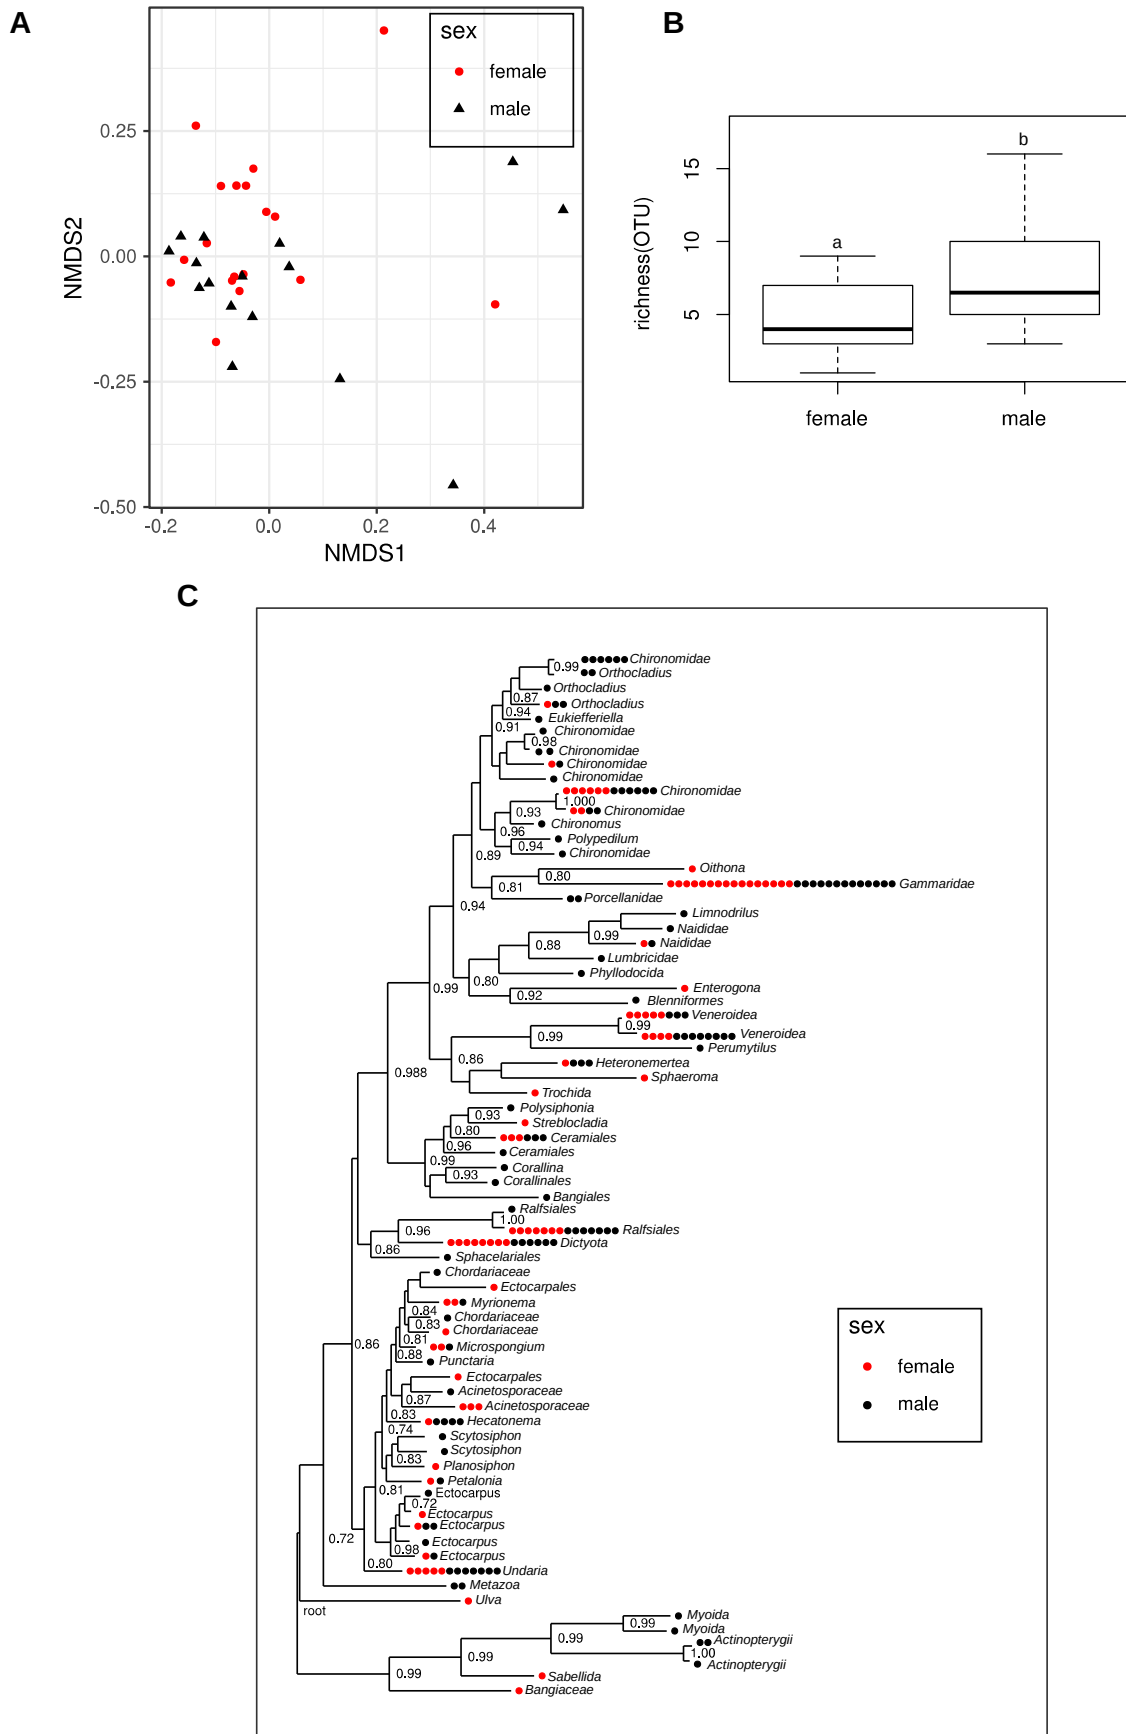 A
sex
female
male
0.25
0.00
-0.25
-0.50
NMDS2
-0.2
0.0
0.2
0.4
NMDS1
B
b
a
15
10
5
richness(OTU)
female
male
C
Chironomidae
0.99
Orthocladius
Orthocladius
0.87
Orthocladius
0.94
Eukiefferiella
0.91
Chironomidae
0.98
Chironomidae
Chironomidae
Chironomidae
Chironomidae
1.000
0.93
Chironomidae
Chironomus
0.96
Polypedilum
0.94
0.89
Chironomidae
Oithona
0.80
0.81
Gammaridae
Porcellanidae
0.94
Limnodrilus
Naididae
0.99
Naididae
0.88
Lumbricidae
0.80
Phyllodocida
0.99
Enterogona
0.92
Blenniformes
Veneroidea
0.99
0.99
Veneroidea
Perumytilus
0.86
Heteronemertea
0.988
Sphaeroma
Trochida
Polysiphonia
0.93
Streblocladia
0.80
Ceramiales
0.96
Ceramiales
0.99
Corallina
0.93
Corallinales
Bangiales
Ralfsiales
1.00
0.96
Ralfsiales
Dictyota
0.86
Sphacelariales
Chordariaceae
Ectocarpales
Myrionema
0.84
Chordariaceae
0.83
Chordariaceae
0.81
0.86
Microspongium
0.88
Punctaria
Ectocarpales
Acinetosporaceae
0.87
Acinetosporaceae
0.83
Hecatonema
0.74
Scytosiphon
Scytosiphon
0.83
Planosiphon
Petalonia
0.81
Ectocarpus
0.72
Ectocarpus
Ectocarpus
0.72
Ectocarpus
0.98
Ectocarpus
0.80
Undaria
Metazoa
Ulva
root
Myoida
0.99
Myoida
0.99
Actinopterygii
0.99
1.00
Actinopterygii
0.99
Sabellida
Bangiaceae
sex
female
male